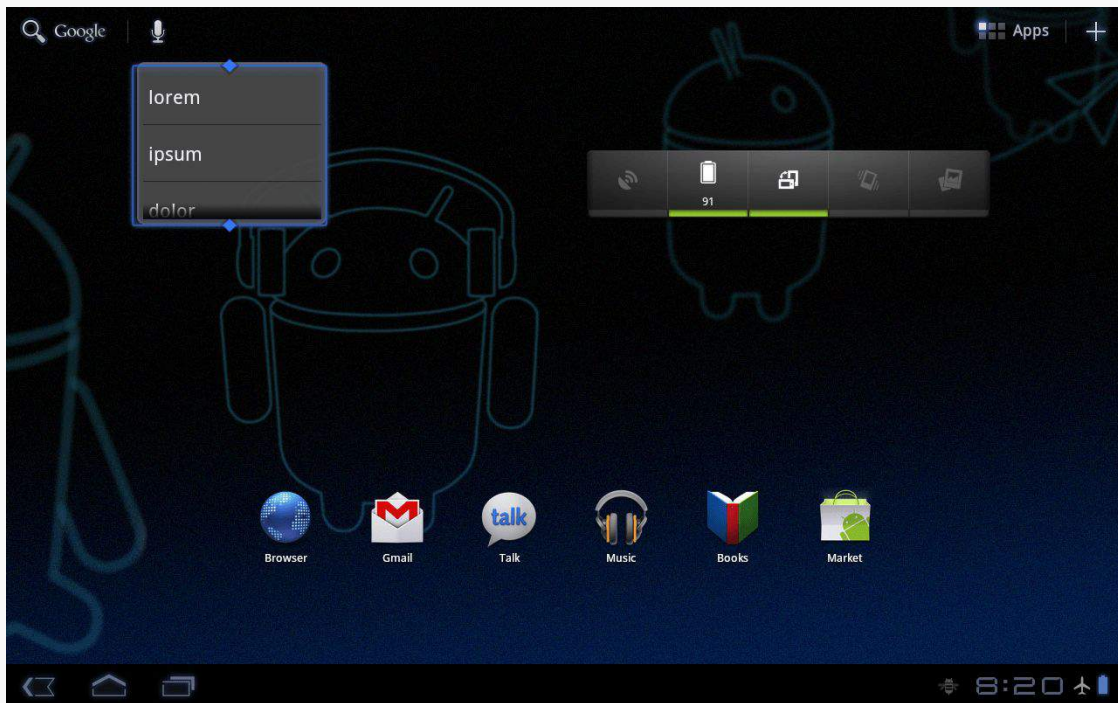 Google
Apps
lorem
ipsum
dolor
91
talk
Browser
Gmail
Talk
Music
Books
Market
8:20